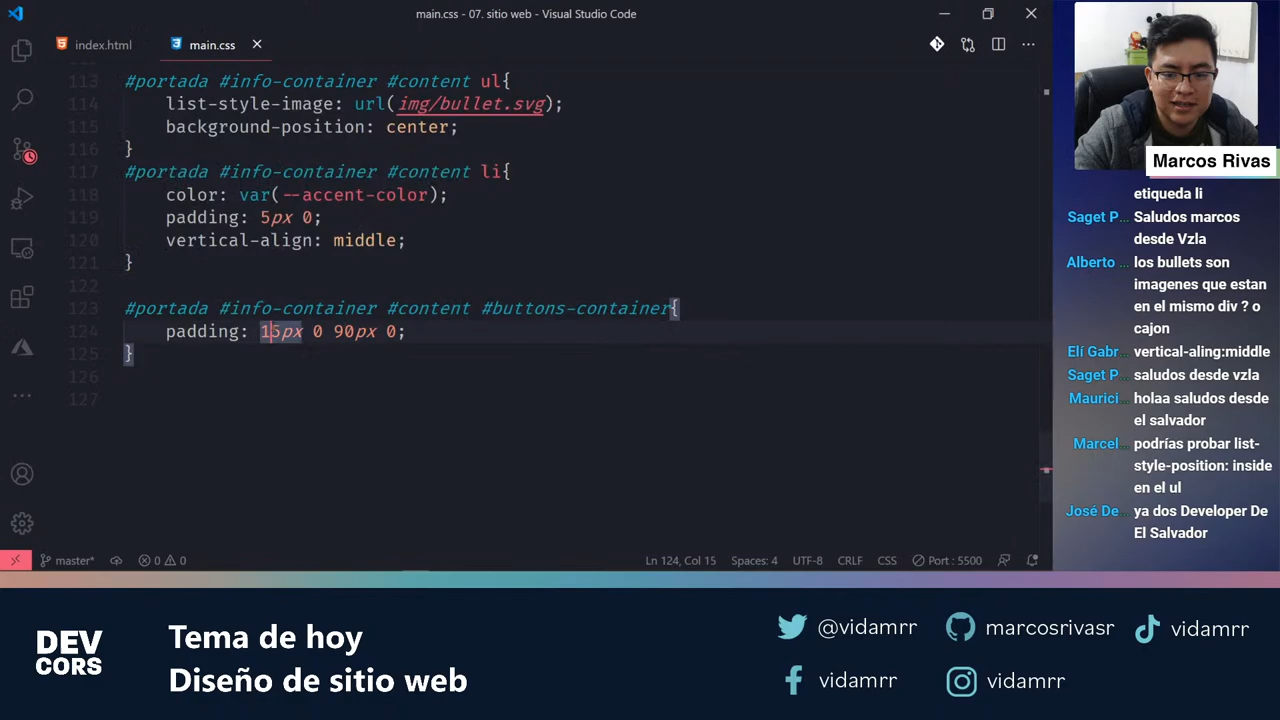 main.css - 07. sitio web - Visual Studio Code
index.html
main.css
113 #portada #info-container #content ul{
114 list-style-image: url(img/bullet.svg);
115 background-position: center;
116 }
117 #portada #info-container #content li{
118 color: var(--accent-color);
119 padding: 5px 0;
120 vertical-align: middle;
121 }
122
123 #portada #info-container #content #buttons-container{
124 padding: 15px 0 90px 0;
125 }
126
127
master*
0 0
Ln 124, Col 15
Spaces: 4
UTF-8
CRLF
CSS
Port : 5500
Marcos Rivas
etiqueda li
Saget P... Saludos marcos
desde Vzla
Alberto ... los bullets son
imagenes que estan
en el mismo div ? o
cajon
Elí Gabr... vertical-aling:middle
Saget P... saludos desde vzla
Maurici... holaa saludos desde
el salvador
Marcel... podrías probar list-
style-position: inside
en el ul
José De... ya dos Developer De
El Salvador
DEV
CORS
Tema de hoy
Diseño de sitio web
@vidamrr
marcosrivasr
vidamrr
vidamrr
vidamrr